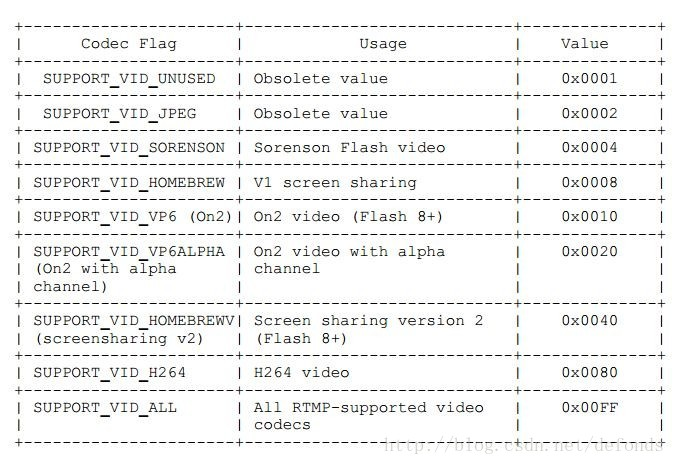 Codec Flag | Usage | Value
SUPPORT_VID_UNUSED | Obsolete value | 0x0001
SUPPORT_VID_JPEG | Obsolete value | 0x0002
SUPPORT_VID_SORENSON | Sorenson Flash video | 0x0004
SUPPORT_VID_HOMEBREW | V1 screen sharing | 0x0008
SUPPORT_VID_VP6 (On2) | On2 video (Flash 8+) | 0x0010
SUPPORT_VID_VP6ALPHA | On2 video with alpha | 0x0020
(On2 with alpha | channel
channel)
SUPPORT_VID_HOMEBREWV | Screen sharing version 2 | 0x0040
(screensharing v2) | (Flash 8+)
SUPPORT_VID_H264 | H264 video | 0x0080
SUPPORT_VID_ALL | All RTMP-supported video | 0x00FF
codecs
http://blog.csdn.net/defonds